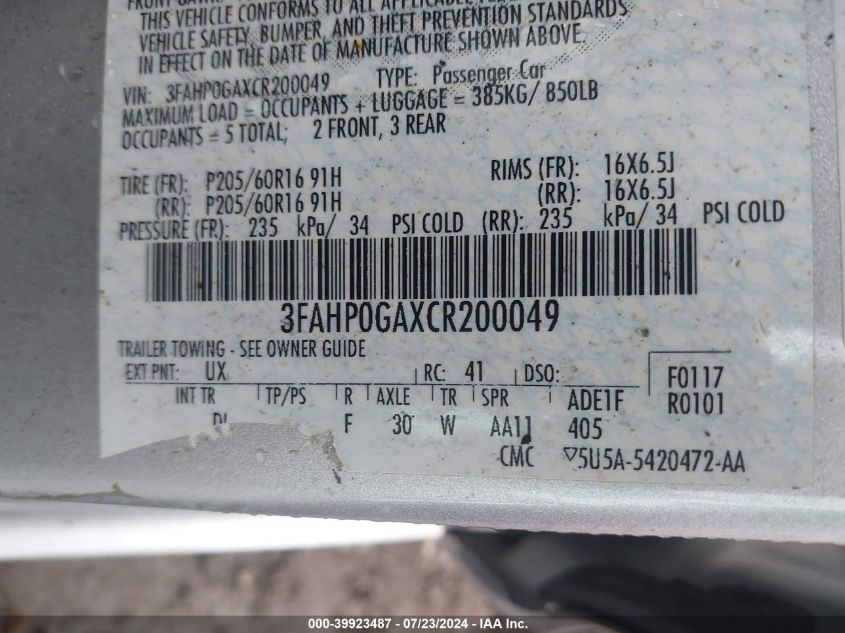 THIS VEHICLE CONFORMS TO ALL APPLICABLE
VEHICLE SAFETY, BUMPER, AND THEFT PREVENTION STANDARDS
IN EFFECT ON THE DATE OF MANUFACTURE SHOWN ABOVE.
VIN: 3FAHP0GAXCR200049 TYPE: Passenger Car
MAXIMUM LOAD = OCCUPANTS + LUGGAGE = 385KG/ 850LB
OCCUPANTS = 5 TOTAL; 2 FRONT, 3 REAR
TIRE (FR): P205/60R16 91H RIMS (FR): 16X6.5J
(RR): P205/60R16 91H (RR): 16X6.5J
PRESSURE (FR): 235 kPa/ 34 PSI COLD (RR): 235 kPa/ 34 PSI COLD
3FAHP0GAXCR200049
TRAILER TOWING - SEE OWNER GUIDE
EXT PNT: UX RC: 41 DSO: F0117
INT TR TP/PS R AXLE TR SPR ADE1F R0101
F 30 W AA11 405
CMC ▽5U5A-5420472-AA
000-39923487 - 07/23/2024 - IAA Inc.